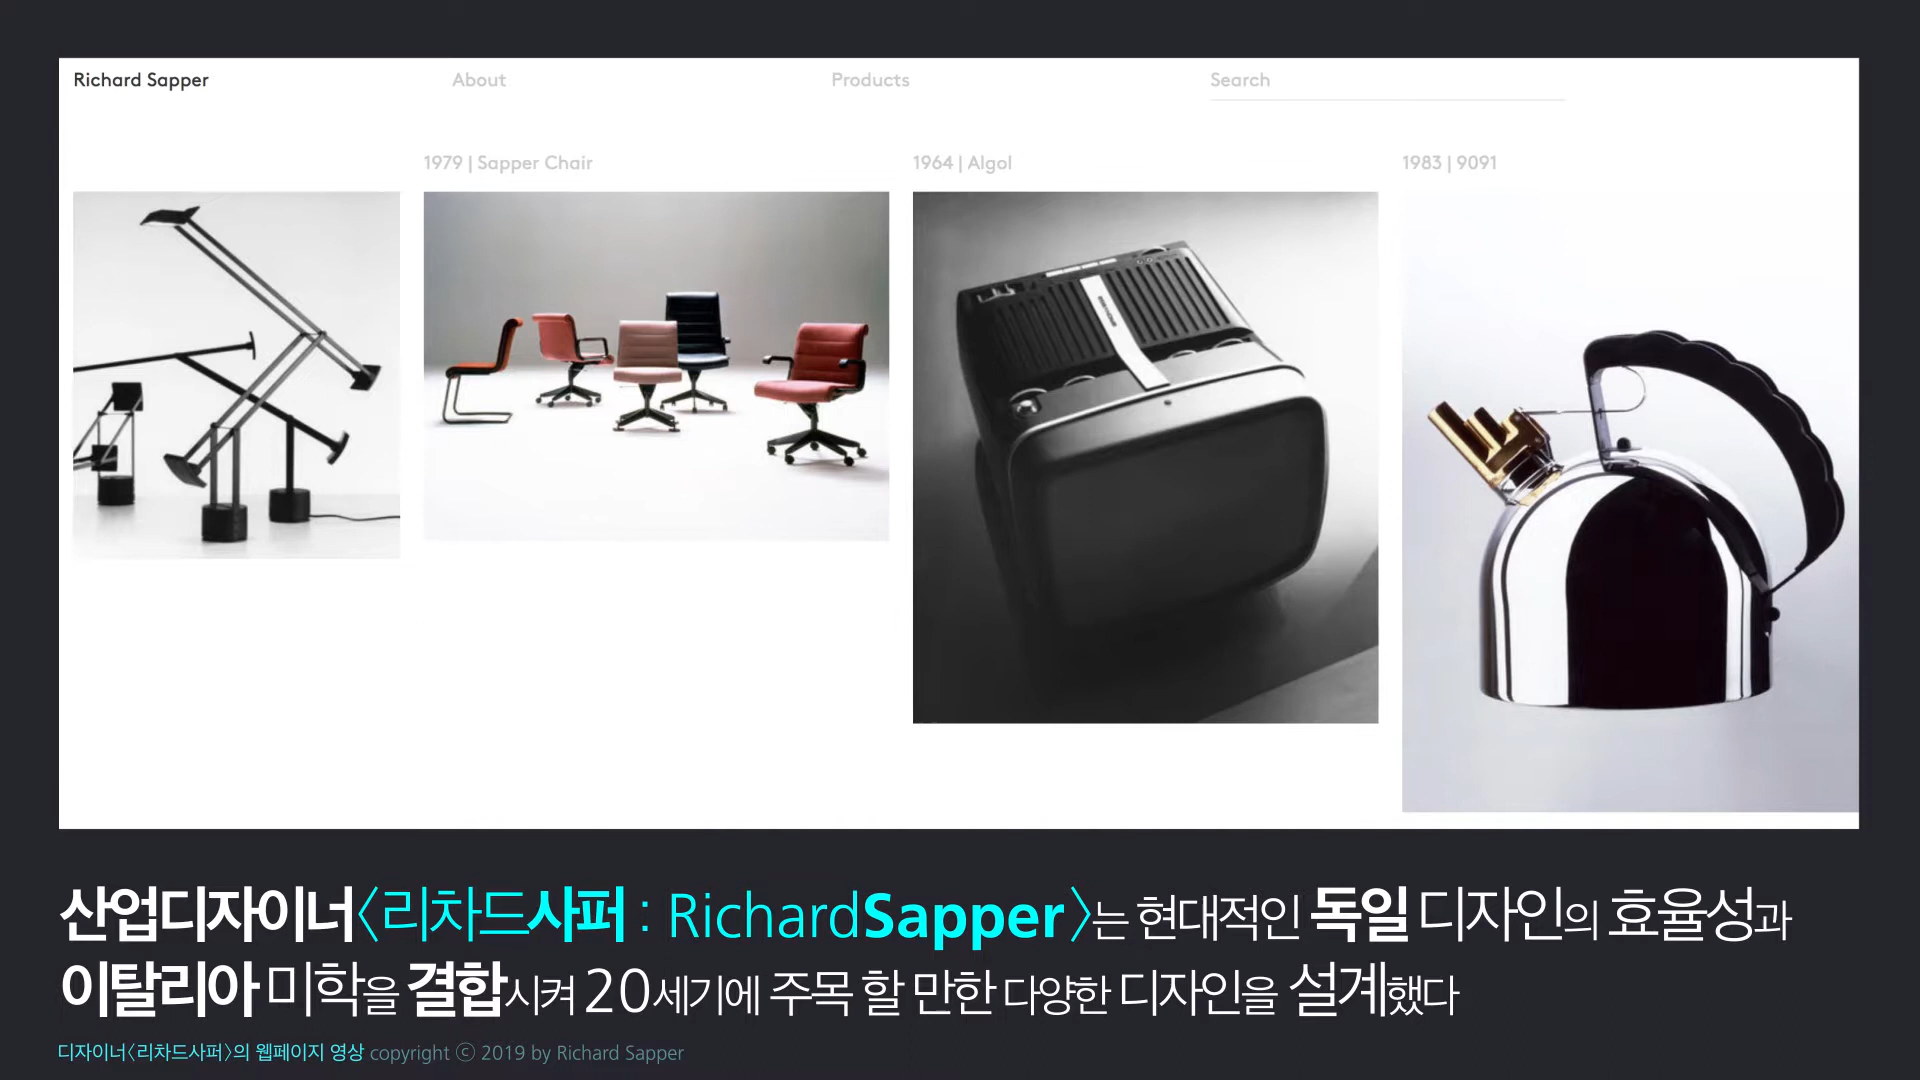 Richard Sapper About Products Search
1979 | Sapper Chair 1964 | Algol 1983 | 9091
산업디자이너〈리차드사퍼 : RichardSapper〉는 현대적인 독일 디자인의 효율성과
이탈리아 미학을 결합시켜 20세기에 주목 할 만한 다양한 디자인을 설계했다
디자이너〈리차드사퍼〉의 웹페이지 영상 copyright ⓒ 2019 by Richard Sapper